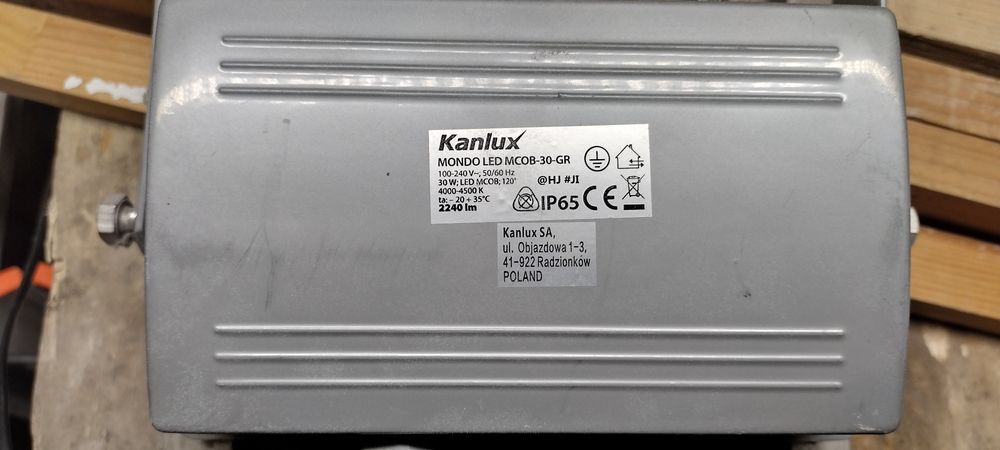 Kanlux
MONDO LED MCOB-30-GR
100-240 V~, 50/60 Hz
30 W; LED MCOB; 120°
4000-4500 K
ta: – 20 ÷ 35°C
2240 lm
@HJ #JI
IP65 CE
Kanlux SA,
ul. Objazdowa 1-3,
41-922 Radzionków
POLAND